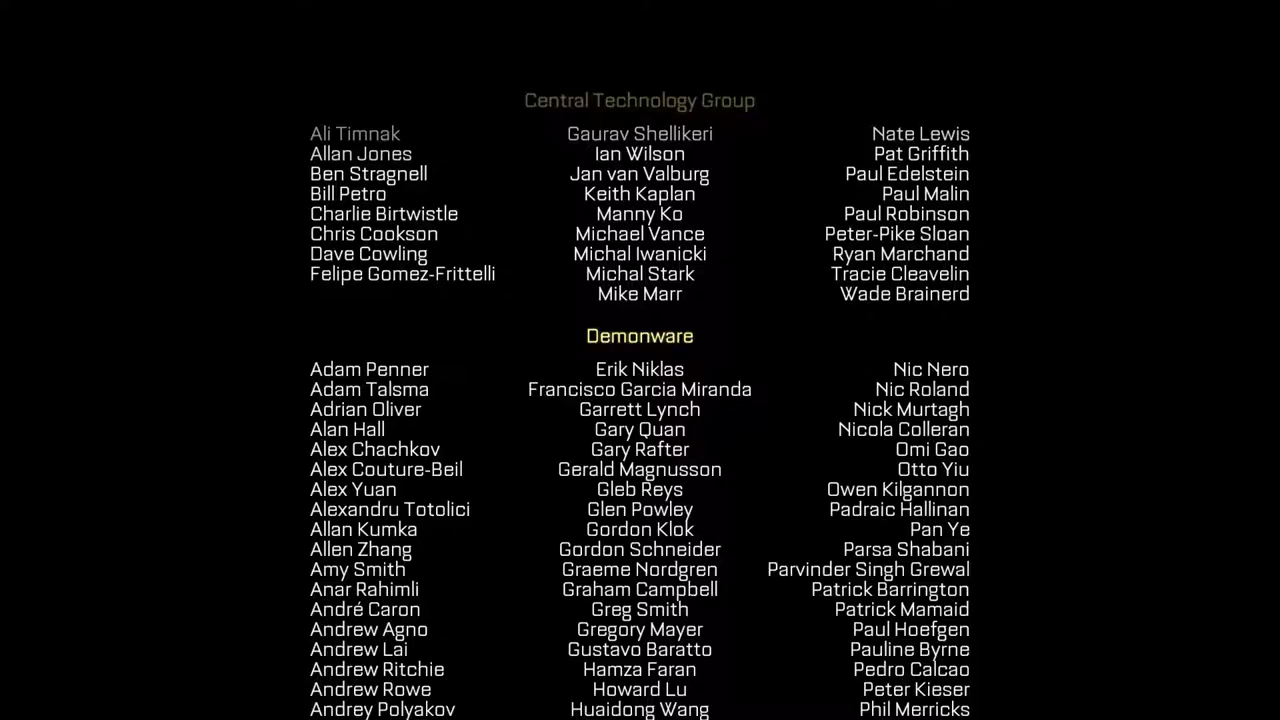 Central Technology Group
Ali Timnak Gaurav Shellikeri Nate Lewis
Allan Jones Ian Wilson Pat Griffith
Ben Stragnell Jan van Valburg Paul Edelstein
Bill Petro Keith Kaplan Paul Malin
Charlie Birtwistle Manny Ko Paul Robinson
Chris Cookson Michael Vance Peter-Pike Sloan
Dave Cowling Michal Iwanicki Ryan Marchand
Felipe Gomez-Frittelli Michal Stark Tracie Cleavelin
Mike Marr Wade Brainerd
Demonware
Adam Penner Erik Niklas Nic Nero
Adam Talsma Francisco Garcia Miranda Nic Roland
Adrian Oliver Garrett Lynch Nick Murtagh
Alan Hall Gary Quan Nicola Colleran
Alex Chachkov Gary Rafter Omi Gao
Alex Couture-Beil Gerald Magnusson Otto Yiu
Alex Yuan Gleb Reys Owen Kilgannon
Alexandru Totolici Glen Powley Padraic Hallinan
Allan Kumka Gordon Klok Pan Ye
Allen Zhang Gordon Schneider Parsa Shabani
Amy Smith Graeme Nordgren Parvinder Singh Grewal
Anar Rahimli Graham Campbell Patrick Barrington
André Caron Greg Smith Patrick Mamaid
Andrew Agno Gregory Mayer Paul Hoefgen
Andrew Lai Gustavo Baratto Pauline Byrne
Andrew Ritchie Hamza Faran Pedro Calcao
Andrew Rowe Howard Lu Peter Kieser
Andrey Polyakov Huaidong Wang Phil Merricks